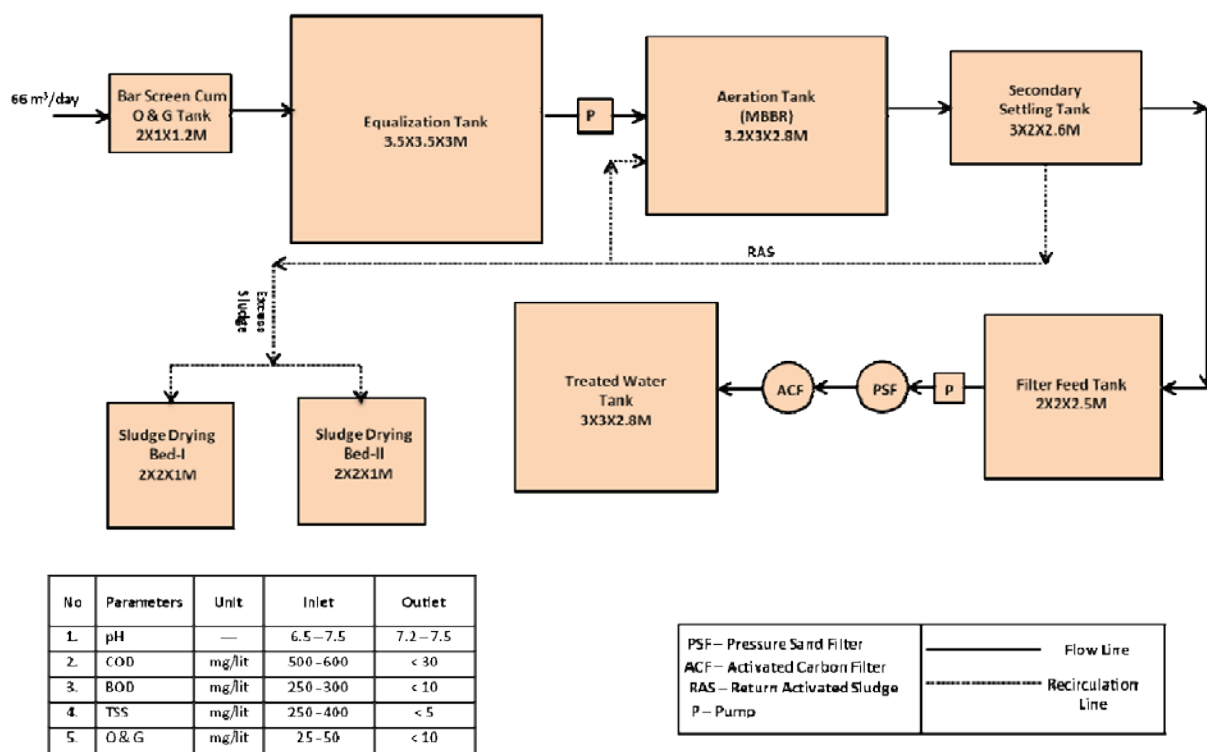 66 m³/day
Bar Screen Cum
O & G Tank
2X1X1.2M
Equalization Tank
3.5X3.5X3M
P
Aeration Tank
(MBBR)
3.2X3X2.8M
Secondary
Settling Tank
3X2X2.6M
RAS
Excess
Sludge
Treated Water
Tank
3X3X2.8M
ACF
PSF
P
Filter Feed Tank
2X2X2.5M
Sludge Drying
Bed-I
2X2X1M
Sludge Drying
Bed-II
2X2X1M
No Parameters Unit Inlet Outlet
1. pH — 6.5–7.5 7.2–7.5
2. COD mg/lit 500-600 < 30
3. BOD mg/lit 250-300 < 10
4. TSS mg/lit 250-400 < 5
5. O & G mg/lit 25-50 < 10
PSF– Pressure Sand Filter
ACF– Activated Carbon Filter
RAS– Return Activated Sludge
P– Pump
Flow Line
Recirculation
Line